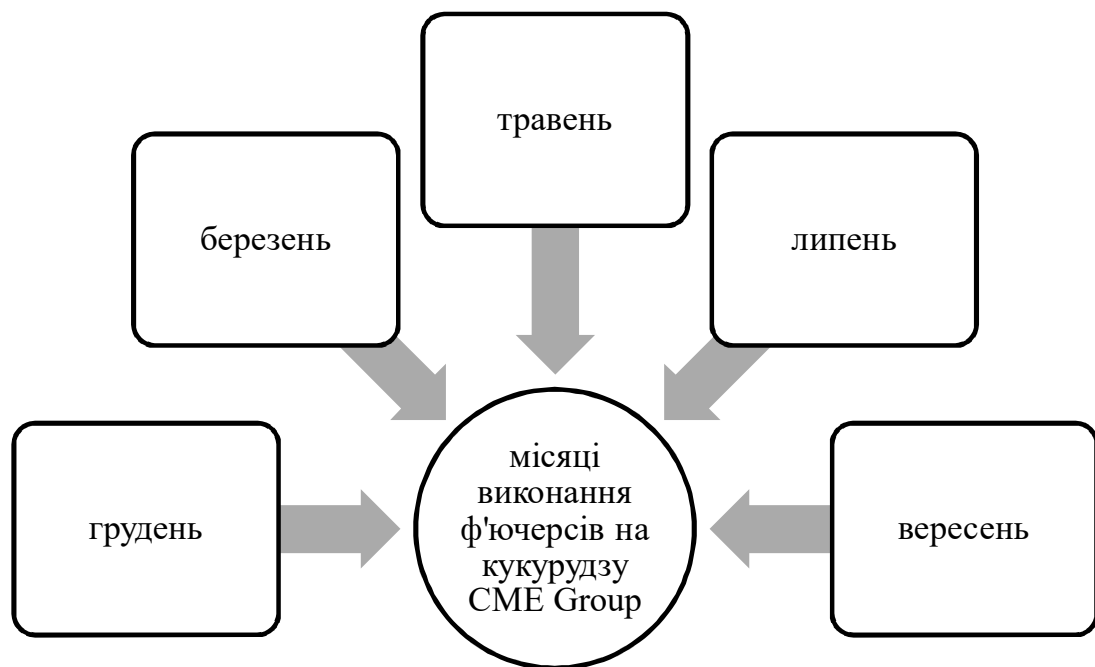 травень
березень
липень
грудень
місяці
виконання
ф'ючерсів на
кукурудзу
CME Group
вересень